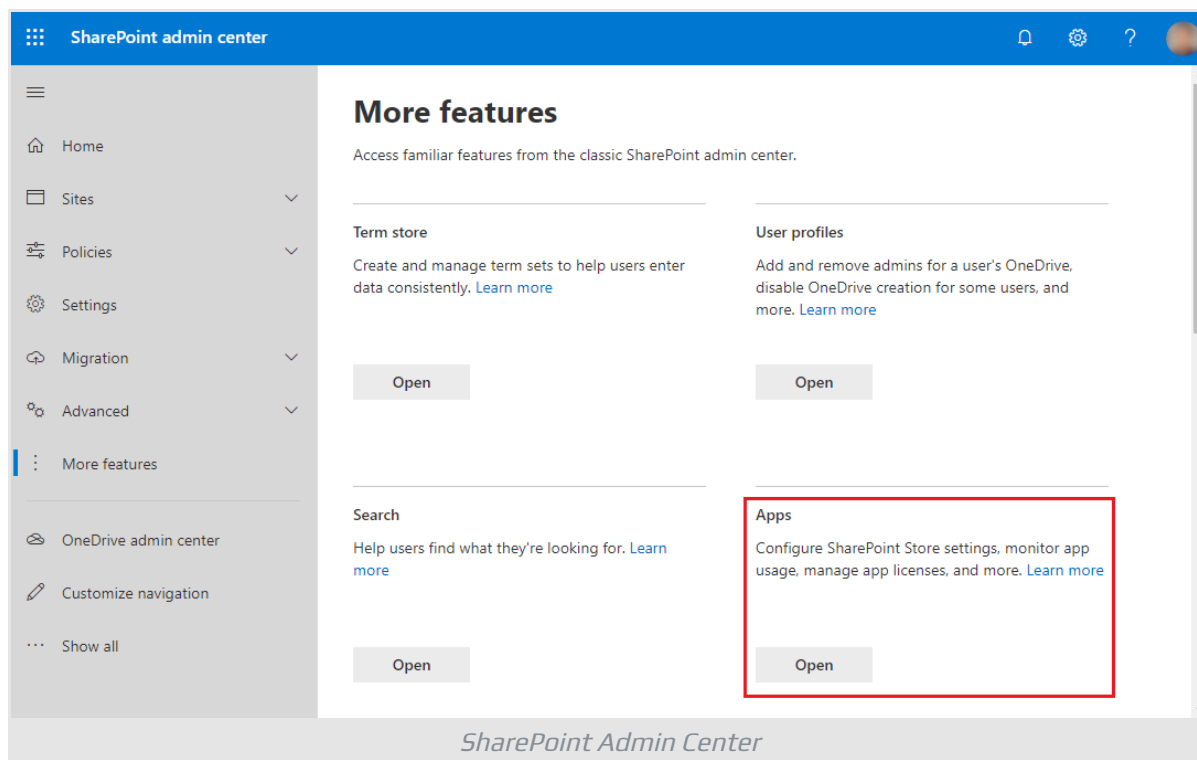 SharePoint admin center
Home
Sites
Policies
Settings
Migration
Advanced
More features
OneDrive admin center
Customize navigation
Show all
More features
Access familiar features from the classic SharePoint admin center.
Term store
Create and manage term sets to help users enter
data consistently. Learn more
Open
User profiles
Add and remove admins for a user's OneDrive,
disable OneDrive creation for some users, and
more. Learn more
Open
Search
Help users find what they're looking for. Learn
more
Open
Apps
Configure SharePoint Store settings, monitor app
usage, manage app licenses, and more. Learn more
Open
SharePoint Admin Center